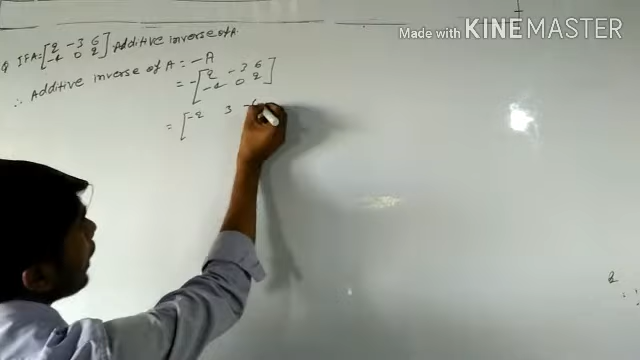 Made with KINEMASTER
Q If A = [2 -3 6 Additive inverse of A.
-4 0 2]
∴ Additive inverse of A = -A
= -[2 -3 6
-4 0 2]
= [-2 3 -6